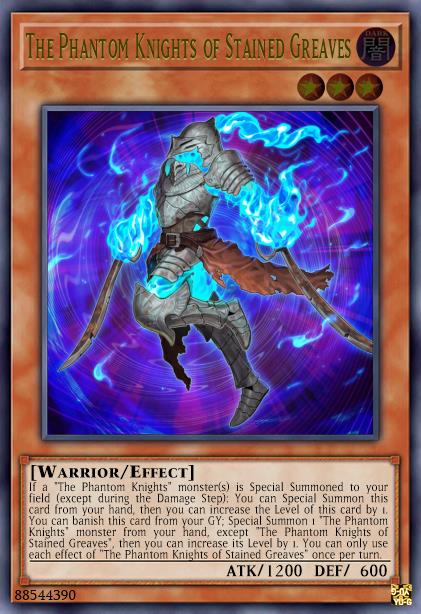 The Phantom Knights of Stained Greaves
DARK
闇
[Warrior/Effect]
If a "The Phantom Knights" monster(s) is Special Summoned to your
field (except during the Damage Step): You can Special Summon this
card from your hand, then you can increase the Level of this card by 1.
You can banish this card from your GY; Special Summon 1 "The Phantom
Knights" monster from your hand, except "The Phantom Knights of
Stained Greaves", then you can increase its Level by 1. You can only use
each effect of "The Phantom Knights of Stained Greaves" once per turn.
ATK/1200 DEF/ 600
88544390